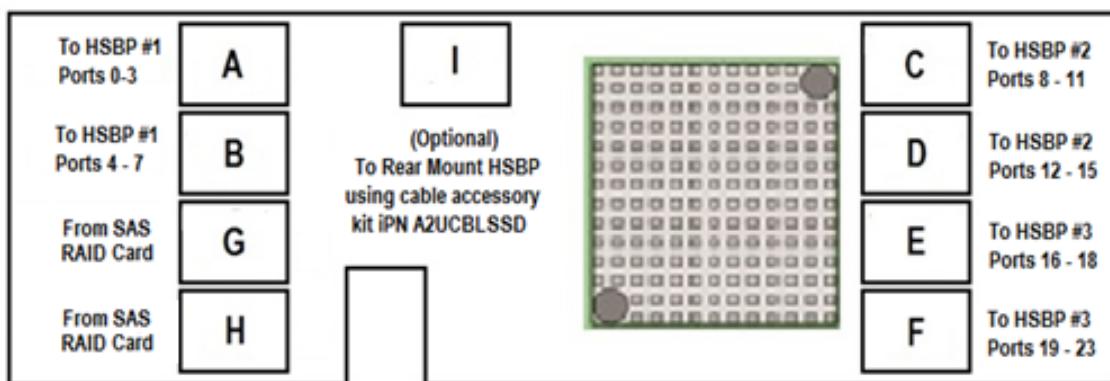 To HSBP #1
Ports 0-3
A
To HSBP #1
Ports 4 - 7
B
From SAS
RAID Card
G
From SAS
RAID Card
H
I
(Optional)
To Rear Mount HSBP
using cable accessory
kit iPN A2UCBLSSD
C
To HSBP #2
Ports 8 - 11
D
To HSBP #2
Ports 12 - 15
E
To HSBP #3
Ports 16 - 18
F
To HSBP #3
Ports 19 - 23